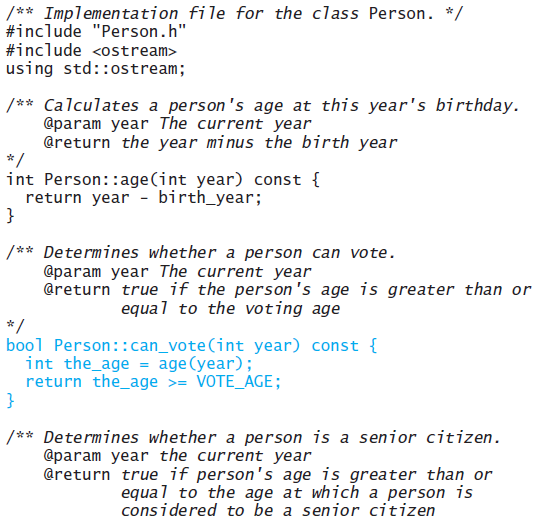 /** Implementation file for the class Person. */
#include "Person.h"
#include <ostream>
using std::ostream;

/** Calculates a person's age at this year's birthday.
    @param year The current year
    @return the year minus the birth year
*/
int Person::age(int year) const {
  return year - birth_year;
}

/** Determines whether a person can vote.
    @param year The current year
    @return true if the person's age is greater than or
            equal to the voting age
*/
bool Person::can_vote(int year) const {
  int the_age = age(year);
  return the_age >= VOTE_AGE;
}

/** Determines whether a person is a senior citizen.
    @param year the current year
    @return true if person's age is greater than or
            equal to the age at which a person is
            considered to be a senior citizen